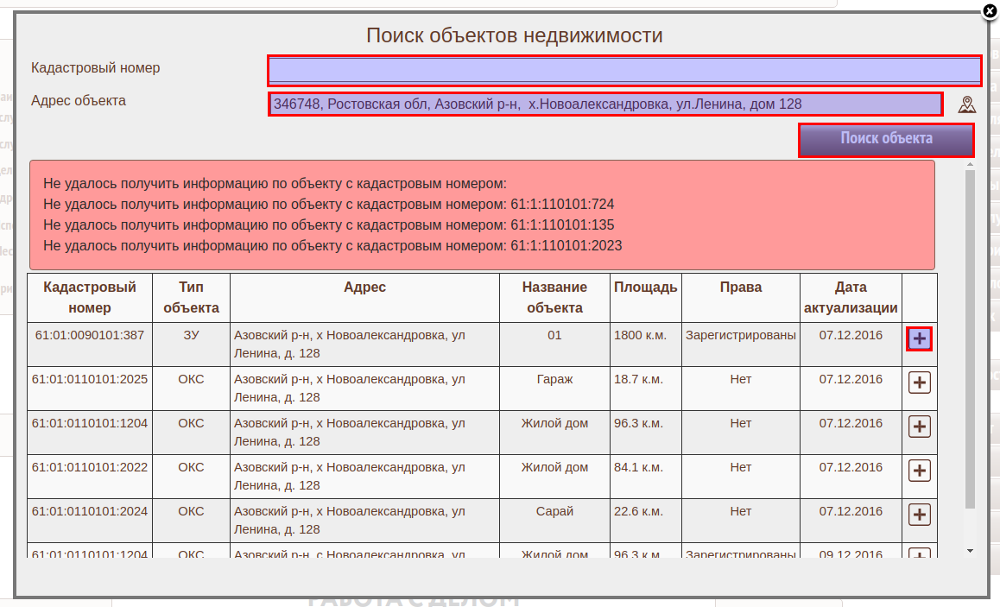 Поиск объектов недвижимости
Кадастровый номер
Адрес объекта
346748, Ростовская обл, Азовский р-н, х.Новоалександровка, ул.Ленина, дом 128
Поиск объекта
Не удалось получить информацию по объекту с кадастровым номером:
Не удалось получить информацию по объекту с кадастровым номером: 61:1:110101:724
Не удалось получить информацию по объекту с кадастровым номером: 61:1:110101:135
Не удалось получить информацию по объекту с кадастровым номером: 61:1:110101:2023
Кадастровый номер Тип объекта Адрес Название объекта Площадь Права Дата актуализации
61:01:0090101:387 ЗУ Азовский р-н, х Новоалександровка, ул 01 1800 к.м. Зарегистрированы 07.12.2016
Ленина, д. 128
61:01:0110101:2025 ОКС Азовский р-н, х Новоалександровка, ул Гараж 18.7 к.м. Нет 07.12.2016
Ленина, д. 128
61:01:0110101:1204 ОКС Азовский р-н, х Новоалександровка, ул Жилой дом 96.3 к.м. Нет 07.12.2016
Ленина, д. 128
61:01:0110101:2022 ОКС Азовский р-н, х Новоалександровка, ул Жилой дом 84.1 к.м. Нет 07.12.2016
Ленина, д. 128
61:01:0110101:2024 ОКС Азовский р-н, х Новоалександровка, ул Сарай 22.6 к.м. Нет 07.12.2016
Ленина, д. 128
61:01:0110101:1204 ОКС Азовский р-н, с Новоалександровка, ул Жилой дом 96.3 к.м. Зарегистрированы 09.12.2016
РАБОТА С ДЕЛОМ